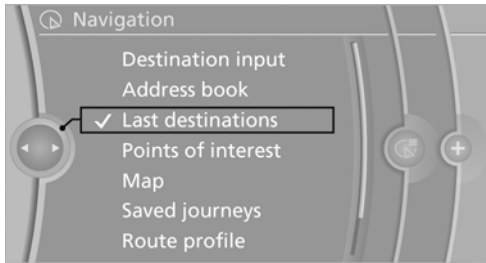 Navigation
Destination input
Address book
Last destinations
Points of interest
Map
Saved journeys
Route profile